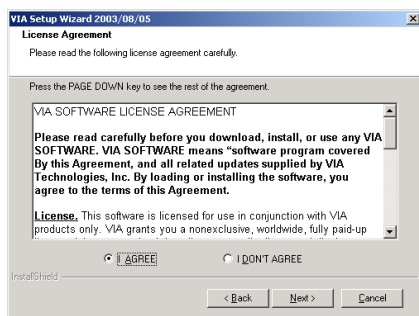 VIA Setup Wizard 2003/08/05
License Agreement
Please read the following license agreement carefully.
Press the PAGE DOWN key to see the rest of the agreement.
VIA SOFTWARE LICENSE AGREEMENT
Please read carefully before you download, install, or use any VIA
SOFTWARE. VIA SOFTWARE means "software program covered
By this Agreement, and all related updates supplied by VIA
Technologies, Inc. By loading or installing the software, you
agree to the terms of this Agreement.
License. This software is licensed for use in conjunction with VIA
products only. VIA grants you a nonexclusive, worldwide, fully paid-up
I AGREE
I DON'T AGREE
InstallShield
< Back
Next >
Cancel